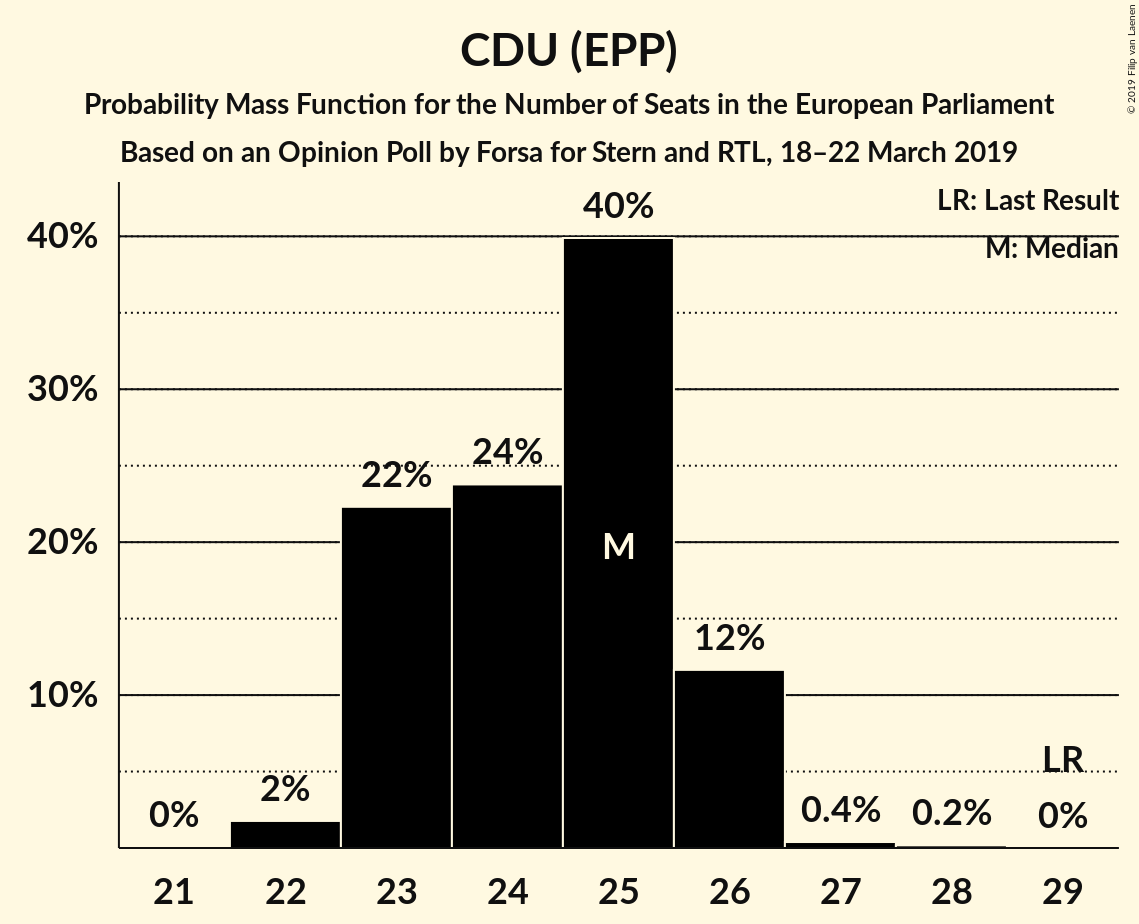 CDU (EPP)
Probability Mass Function for the Number of Seats in the European Parliament
Based on an Opinion Poll by Forsa for Stern and RTL, 18–22 March 2019
© 2019 Filip van Laenen
LR: Last Result
M: Median
40%
30%
20%
10%
0%
2%
22%
24%
40%
M
12%
0.4%
0.2%
LR
0%
21 22 23 24 25 26 27 28 29